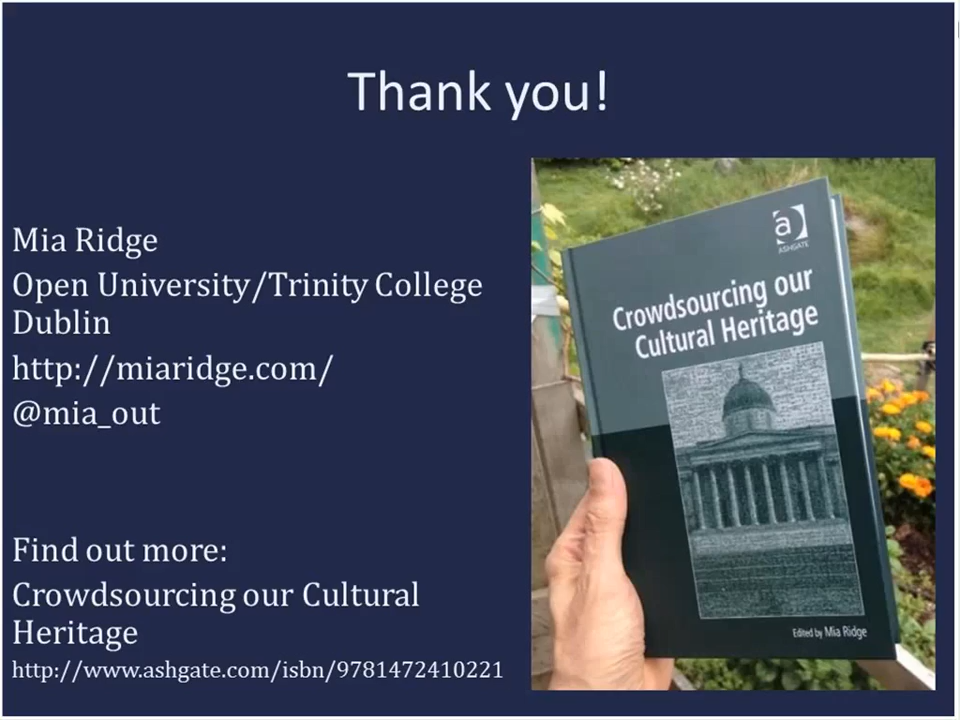 Thank you!
Mia Ridge
Open University/Trinity College
Dublin
http://miaridge.com/
@mia_out
Find out more:
Crowdsourcing our Cultural
Heritage
http://www.ashgate.com/isbn/9781472410221
a
ASHGATE
Crowdsourcing our
Cultural Heritage
Edited by Mia Ridge